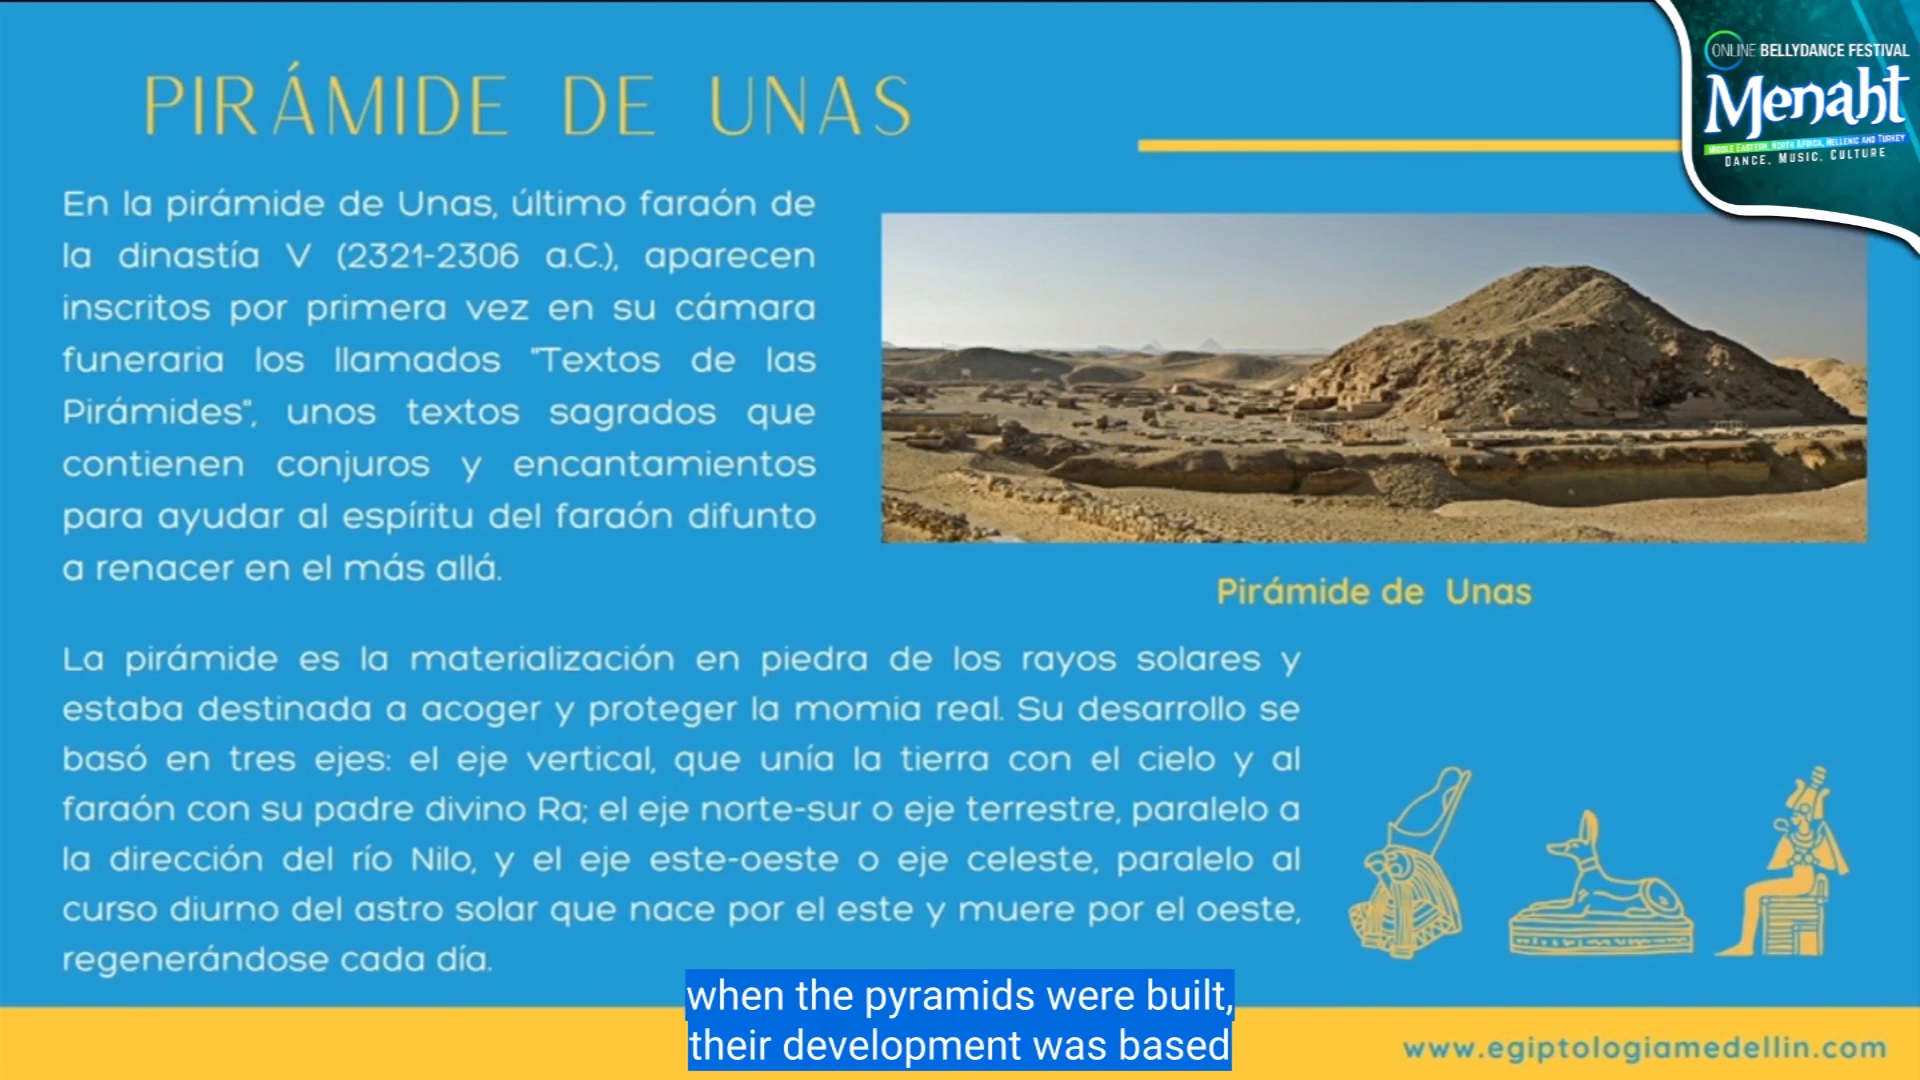 ONLINE BELLYDANCE FESTIVAL
Menaht
MIDDLE EASTERN, NORTH AFRICA, HELLENIC AND TURKEY
DANCE. MUSIC. CULTURE
PIRÁMIDE DE UNAS
En la pirámide de Unas, último faraón de
la dinastía V (2321-2306 a.C.), aparecen
inscritos por primera vez en su cámara
funeraria los llamados "Textos de las
Pirámides", unos textos sagrados que
contienen conjuros y encantamientos
para ayudar al espíritu del faraón difunto
a renacer en el más allá.
Pirámide de Unas
La pirámide es la materialización en piedra de los rayos solares y
estaba destinada a acoger y proteger la momia real. Su desarrollo se
basó en tres ejes: el eje vertical, que unía la tierra con el cielo y al
faraón con su padre divino Ra; el eje norte-sur o eje terrestre, paralelo a
la dirección del río Nilo, y el eje este-oeste o eje celeste, paralelo al
curso diurno del astro solar que nace por el este y muere por el oeste,
regenerándose cada día.
when the pyramids were built,
their development was based
www.egiptologiamedellin.com